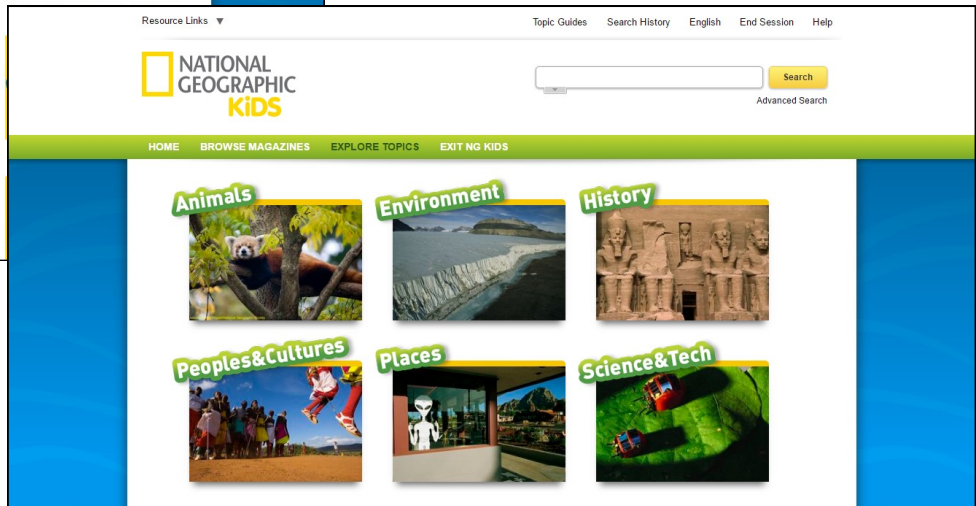 Resource Links ▼ Topic Guides Search History English End Session Help
NATIONAL
GEOGRAPHIC
KiDS
Search
Advanced Search
HOME BROWSE MAGAZINES EXPLORE TOPICS EXIT NG KIDS
Animals Environment History
Peoples&Cultures Places Science&Tech